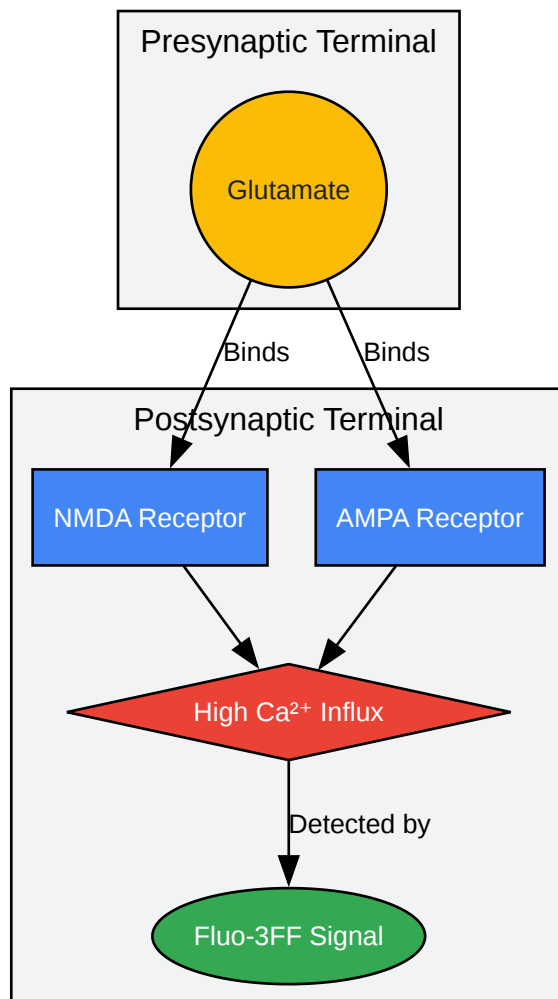 Presynaptic Terminal
Glutamate
Binds
Binds
Postsynaptic Terminal
NMDA Receptor
AMPA Receptor
High Ca²⁺ Influx
Detected by
Fluo-3FF Signal